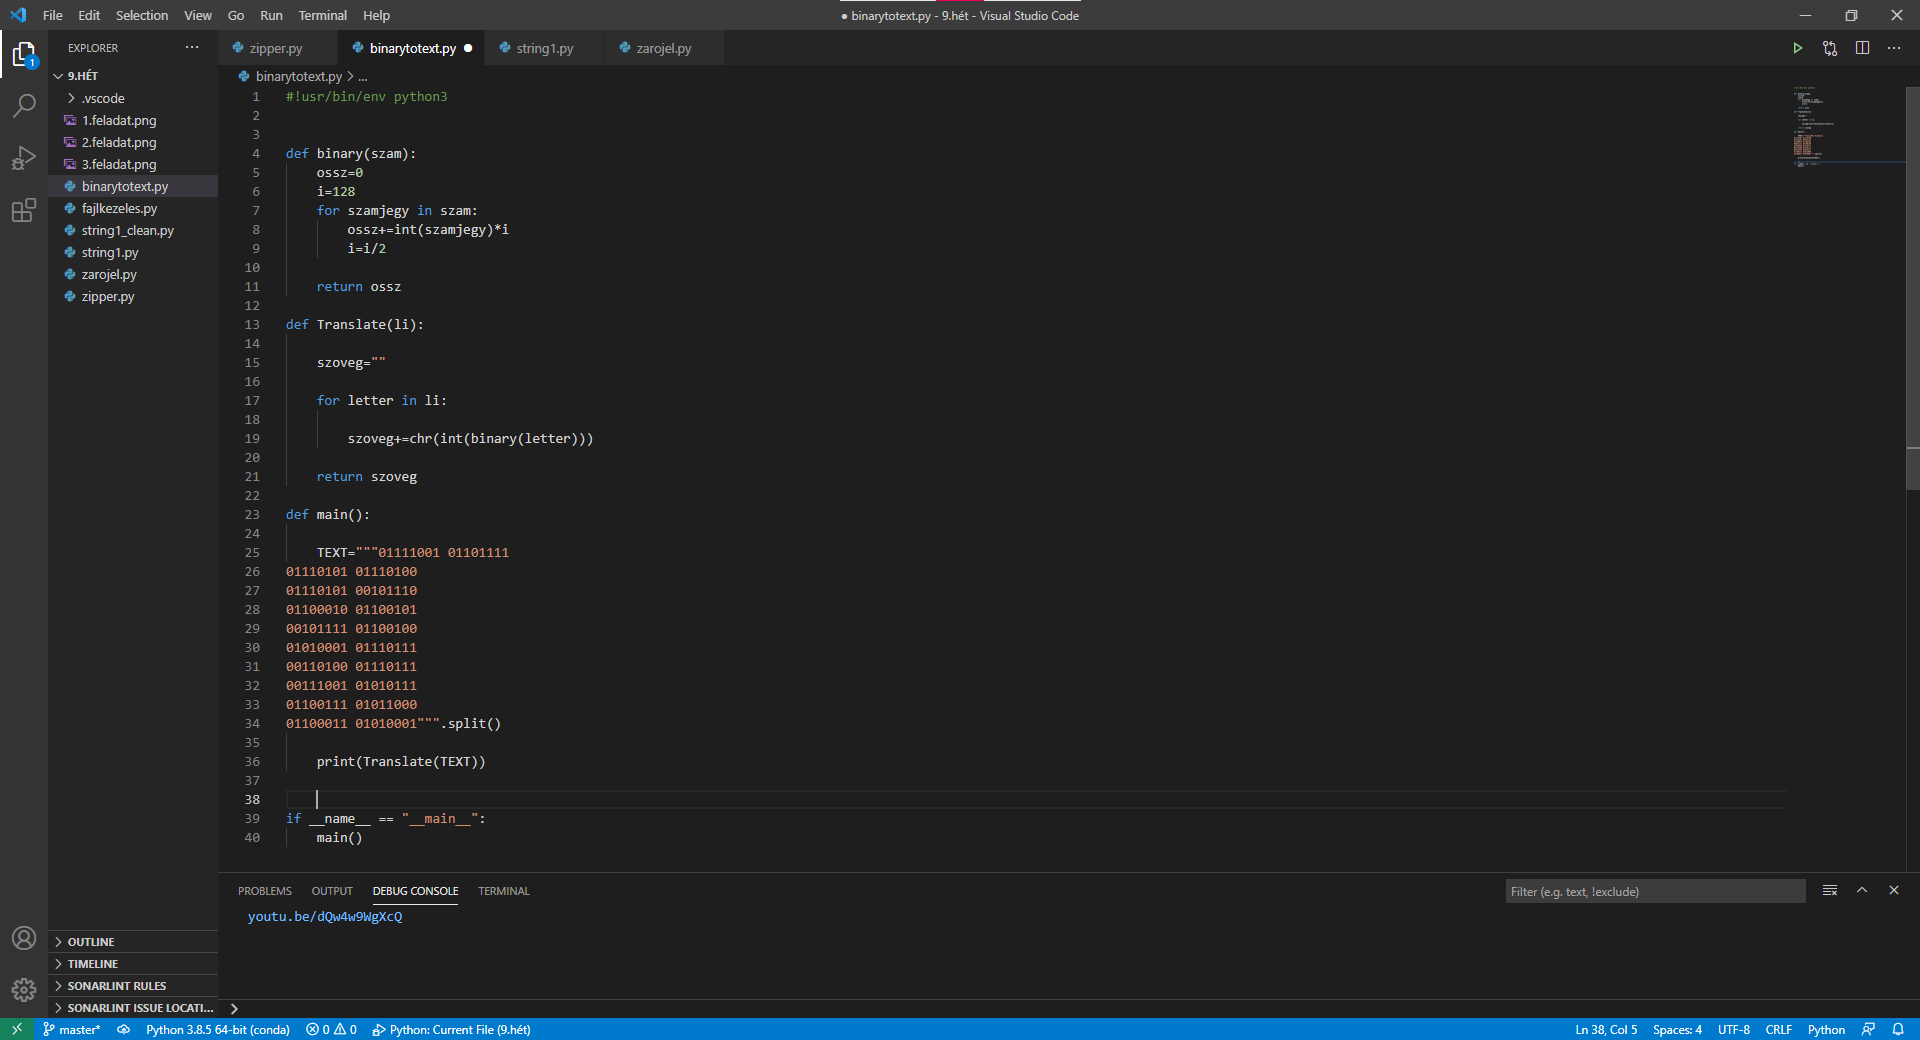 File Edit Selection View Go Run Terminal Help
● binarytotext.py - 9.hét - Visual Studio Code
EXPLORER ···
zipper.py binarytotext.py ● string1.py zarojel.py
1
9.HÉT
.vscode
1.feladat.png
2.feladat.png
3.feladat.png
binarytotext.py
fajlkezeles.py
string1_clean.py
string1.py
zarojel.py
zipper.py
OUTLINE
TIMELINE
SONARLINT RULES
SONARLINT ISSUE LOCATI...
binarytotext.py > ...
1 #!usr/bin/env python3
2
3
4 def binary(szam):
5     ossz=0
6     i=128
7     for szamjegy in szam:
8         ossz+=int(szamjegy)*i
9         i=i/2
10
11     return ossz
12
13 def Translate(li):
14
15     szoveg=""
16
17     for letter in li:
18
19         szoveg+=chr(int(binary(letter)))
20
21     return szoveg
22
23 def main():
24
25     TEXT="""01111001 01101111
26 01110101 01110100
27 01110101 00101110
28 01100010 01100101
29 00101111 01100100
30 01010001 01110111
31 00110100 01110111
32 00111001 01010111
33 01100111 01011000
34 01100011 01010001""".split()
35
36     print(Translate(TEXT))
37
38
39 if __name__ == "__main__":
40     main()
PROBLEMS OUTPUT DEBUG CONSOLE TERMINAL
Filter (e.g. text, !exclude)
youtu.be/dQw4w9WgXcQ
master* Python 3.8.5 64-bit (conda) 0 0 Python: Current File (9.hét)
Ln 38, Col 5 Spaces: 4 UTF-8 CRLF Python